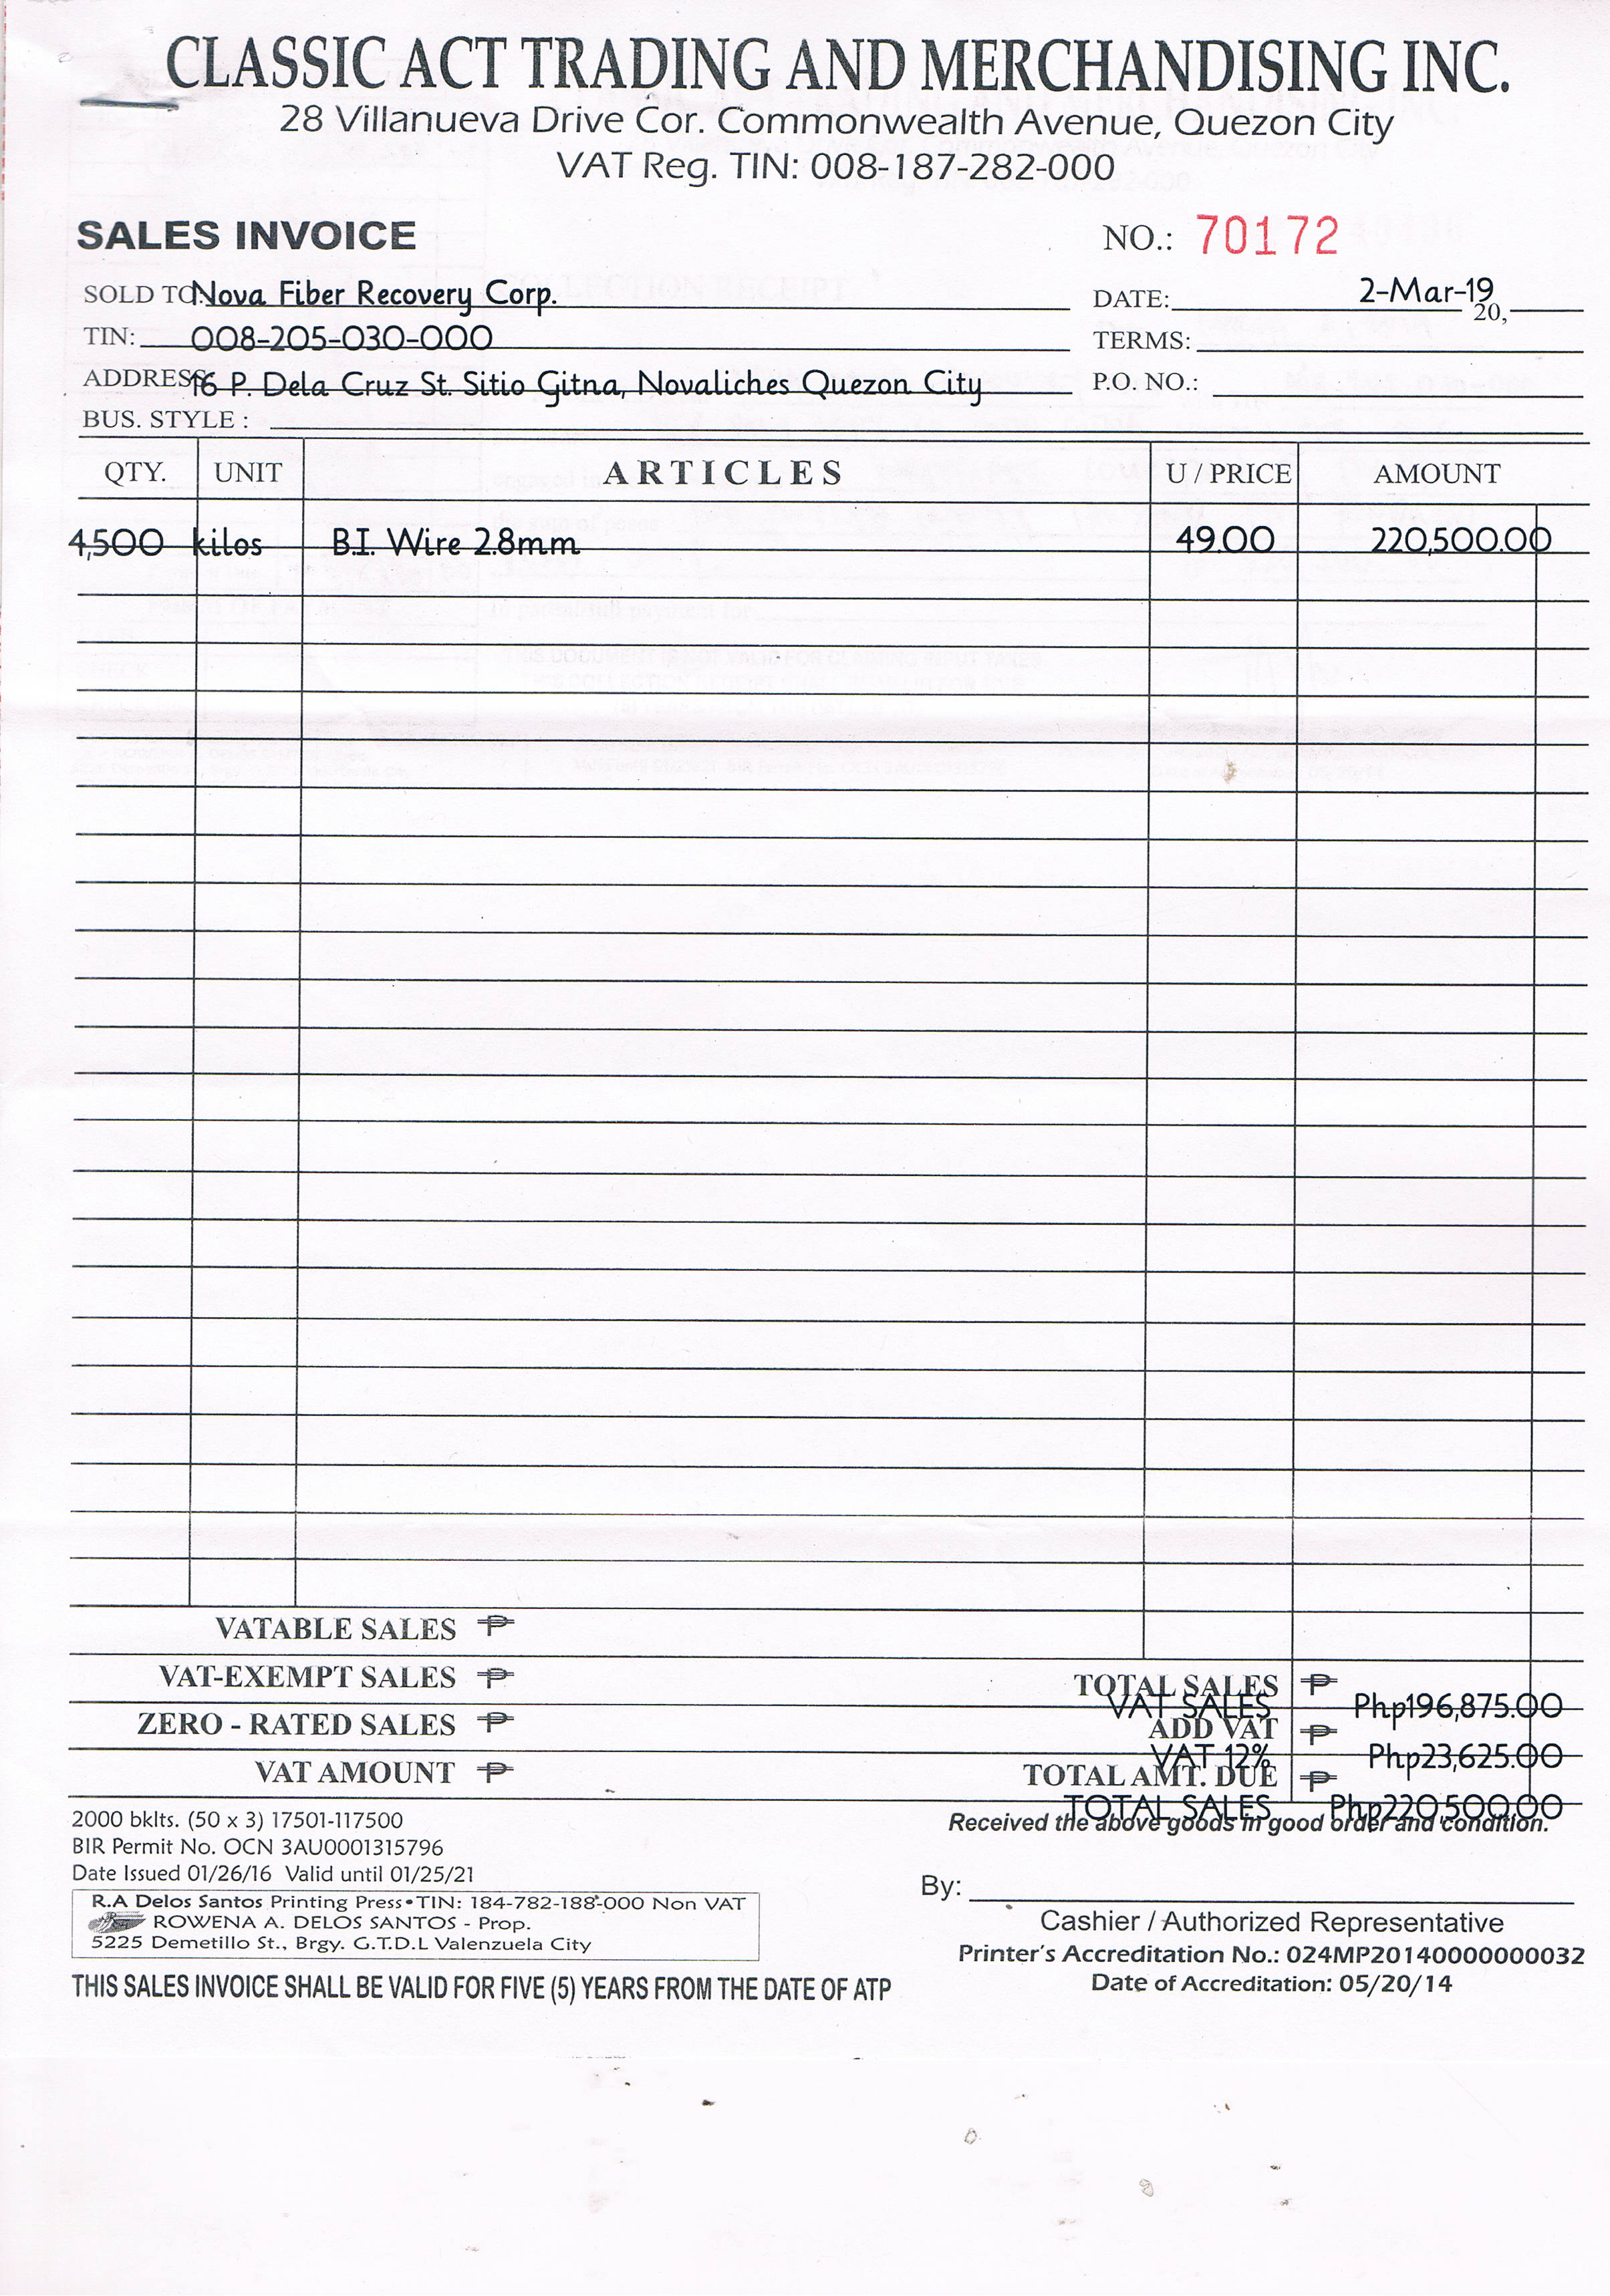 CLASSIC ACT TRADING AND MERCHANDISING INC.
28 Villanueva Drive Cor. Commonwealth Avenue, Quezon City
VAT Reg. TIN: 008-187-282-000
SALES INVOICE NO.: 70172
SOLD TO: Nova Fiber Recovery Corp. DATE: 2-Mar-19 20,
TIN: 008-205-030-000 TERMS:
ADDRESS: 16 P. Dela Cruz St. Sitio Gitna, Novaliches Quezon City P.O. NO.:
BUS. STYLE :
QTY. UNIT ARTICLES U / PRICE AMOUNT
4,500 kilos B.I. Wire 2.8mm 49.00 220,500.00
VATABLE SALES ₱
VAT-EXEMPT SALES ₱ TOTAL SALES ₱
VAT SALES Php196,875.00
ZERO - RATED SALES ₱ ADD VAT ₱
VAT 12% Php23,625.00
VAT AMOUNT ₱ TOTAL AMT. DUE ₱
TOTAL SALES Php220,500.00
2000 bklts. (50 x 3) 17501-117500 Received the above goods in good order and condition.
BIR Permit No. OCN 3AU0001315796
Date Issued 01/26/16 Valid until 01/25/21
By:
R.A Delos Santos Printing Press•TIN: 184-782-188-000 Non VAT
ROWENA A. DELOS SANTOS - Prop. Cashier / Authorized Representative
5225 Demetillo St., Brgy. G.T.D.L Valenzuela City Printer's Accreditation No.: 024MP20140000000032
THIS SALES INVOICE SHALL BE VALID FOR FIVE (5) YEARS FROM THE DATE OF ATP Date of Accreditation: 05/20/14